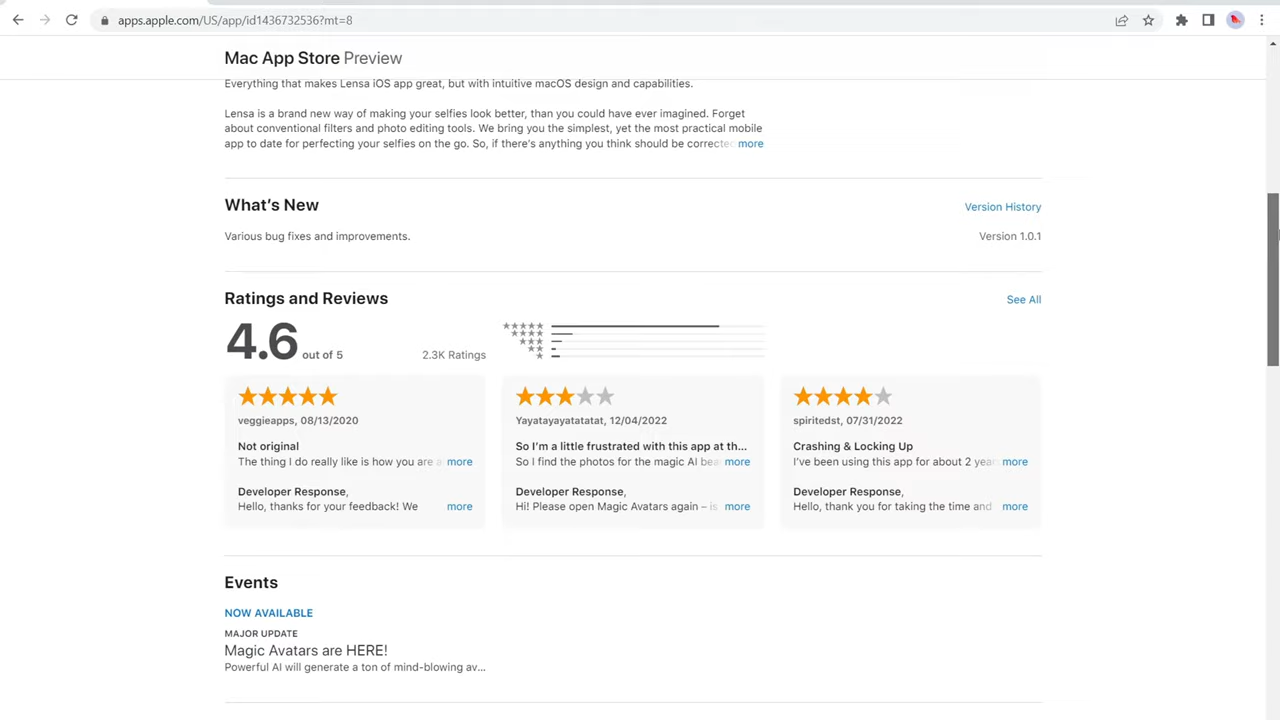 apps.apple.com/US/app/id1436732536?mt=8
Mac App Store Preview
Everything that makes Lensa iOS app great, but with intuitive macOS design and capabilities.
Lensa is a brand new way of making your selfies look better, than you could have ever imagined. Forget
about conventional filters and photo editing tools. We bring you the simplest, yet the most practical mobile
app to date for perfecting your selfies on the go. So, if there's anything you think should be corrected more
What's New
Version History
Various bug fixes and improvements.
Version 1.0.1
Ratings and Reviews
See All
4.6 out of 5
2.3K Ratings
veggieapps, 08/13/2020
Not original
The thing I do really like is how you are a more
Developer Response,
Hello, thanks for your feedback! We more
Yayatayayatatatat, 12/04/2022
So I'm a little frustrated with this app at th...
So I find the photos for the magic AI bea more
Developer Response,
Hi! Please open Magic Avatars again – is more
spiritedst, 07/31/2022
Crashing & Locking Up
I've been using this app for about 2 years more
Developer Response,
Hello, thank you for taking the time and more
Events
NOW AVAILABLE
MAJOR UPDATE
Magic Avatars are HERE!
Powerful AI will generate a ton of mind-blowing av...